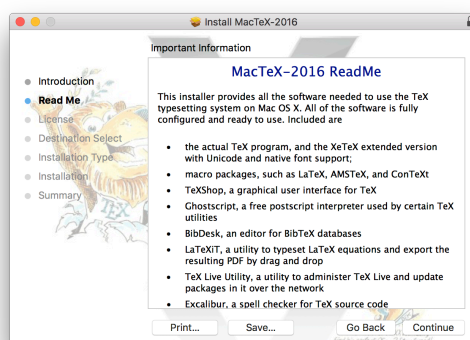 Install MacTeX-2016
Important Information
Introduction
Read Me
License
Destination Select
Installation Type
Installation
Summary
MacTeX-2016 ReadMe
This installer provides all the software needed to use the TeX
typesetting system on Mac OS X. All of the software is fully
configured and ready to use. Included are
• the actual TeX program, and the XeTeX extended version
with Unicode and native font support;
• macro packages, such as LaTeX, AMSTeX, and ConTeXt
• TeXShop, a graphical user interface for TeX
• Ghostscript, a free postscript interpreter used by certain TeX
utilities
• BibDesk, an editor for BibTeX databases
• LaTeXiT, a utility to typeset LaTeX equations and export the
resulting PDF by drag and drop
• TeX Live Utility, a utility to administer TeX Live and update
packages in it over the network
• Excalibur, a spell checker for TeX source code
TEX
Print...
Save...
Go Back
Continue